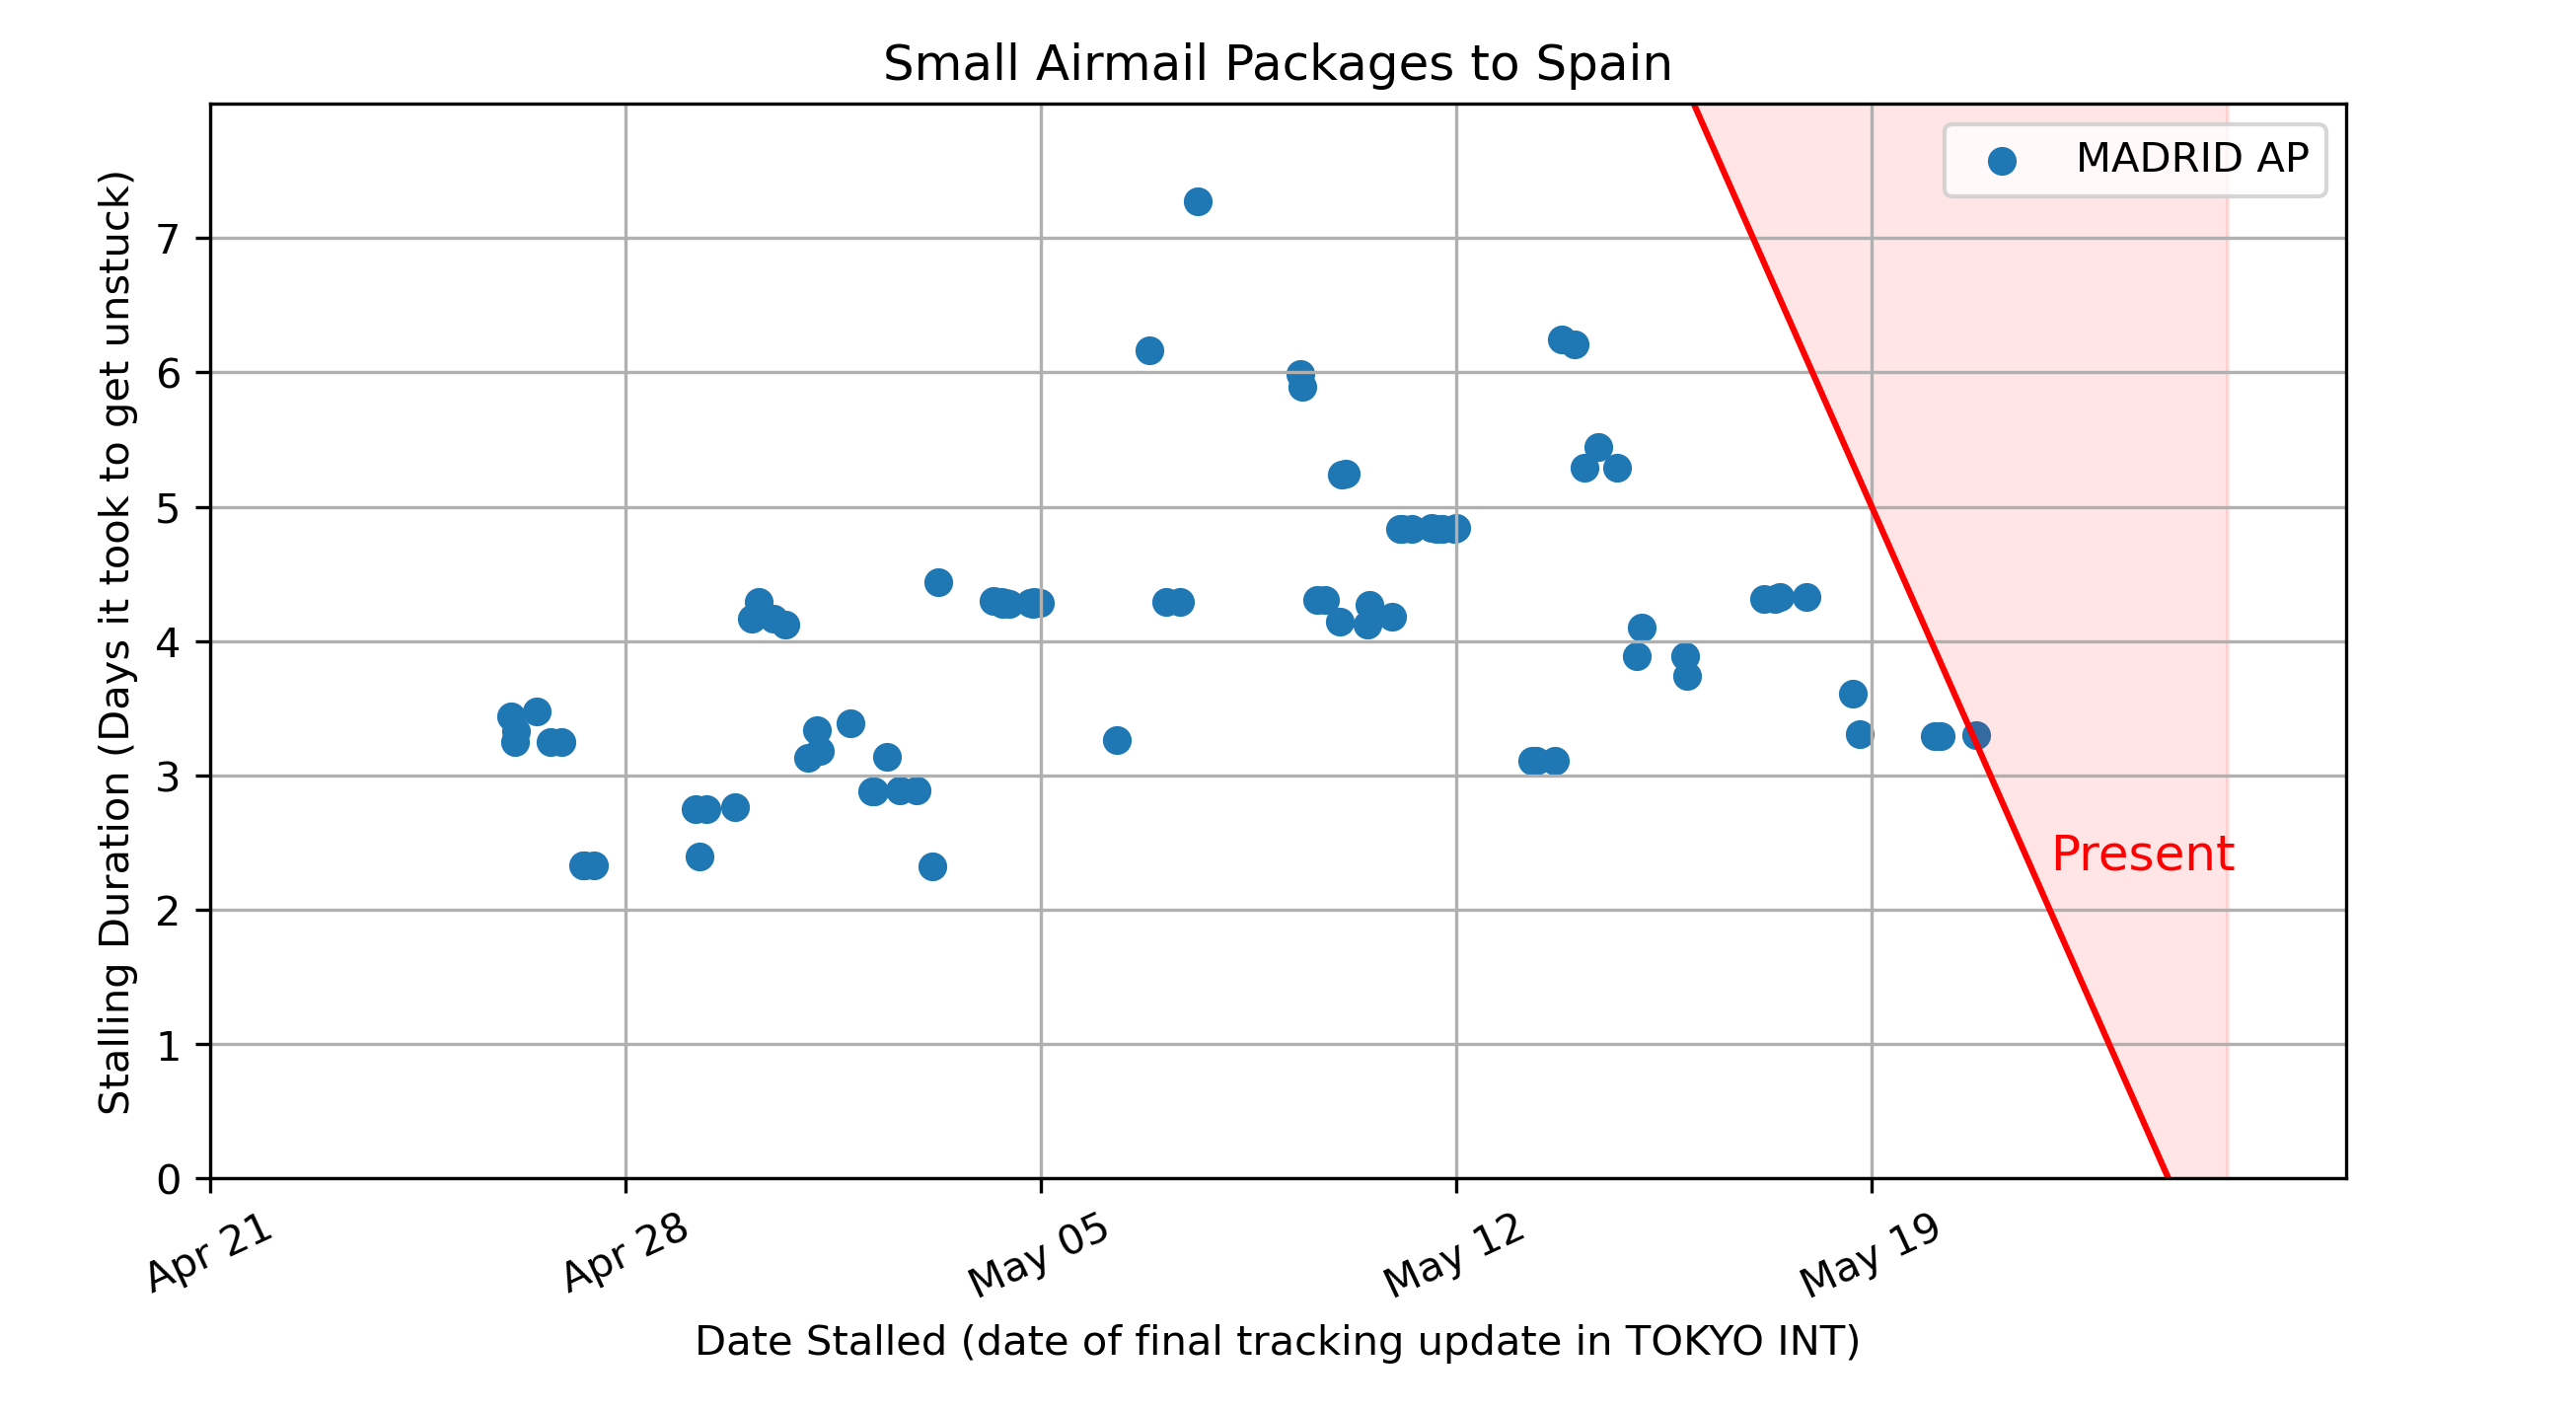 Small Airmail Packages to Spain
MADRID AP
Stalling Duration (Days it took to get unstuck)
7
6
5
4
3
2
1
0
Present
Apr 21
Apr 28
May 05
May 12
May 19
Date Stalled (date of final tracking update in TOKYO INT)